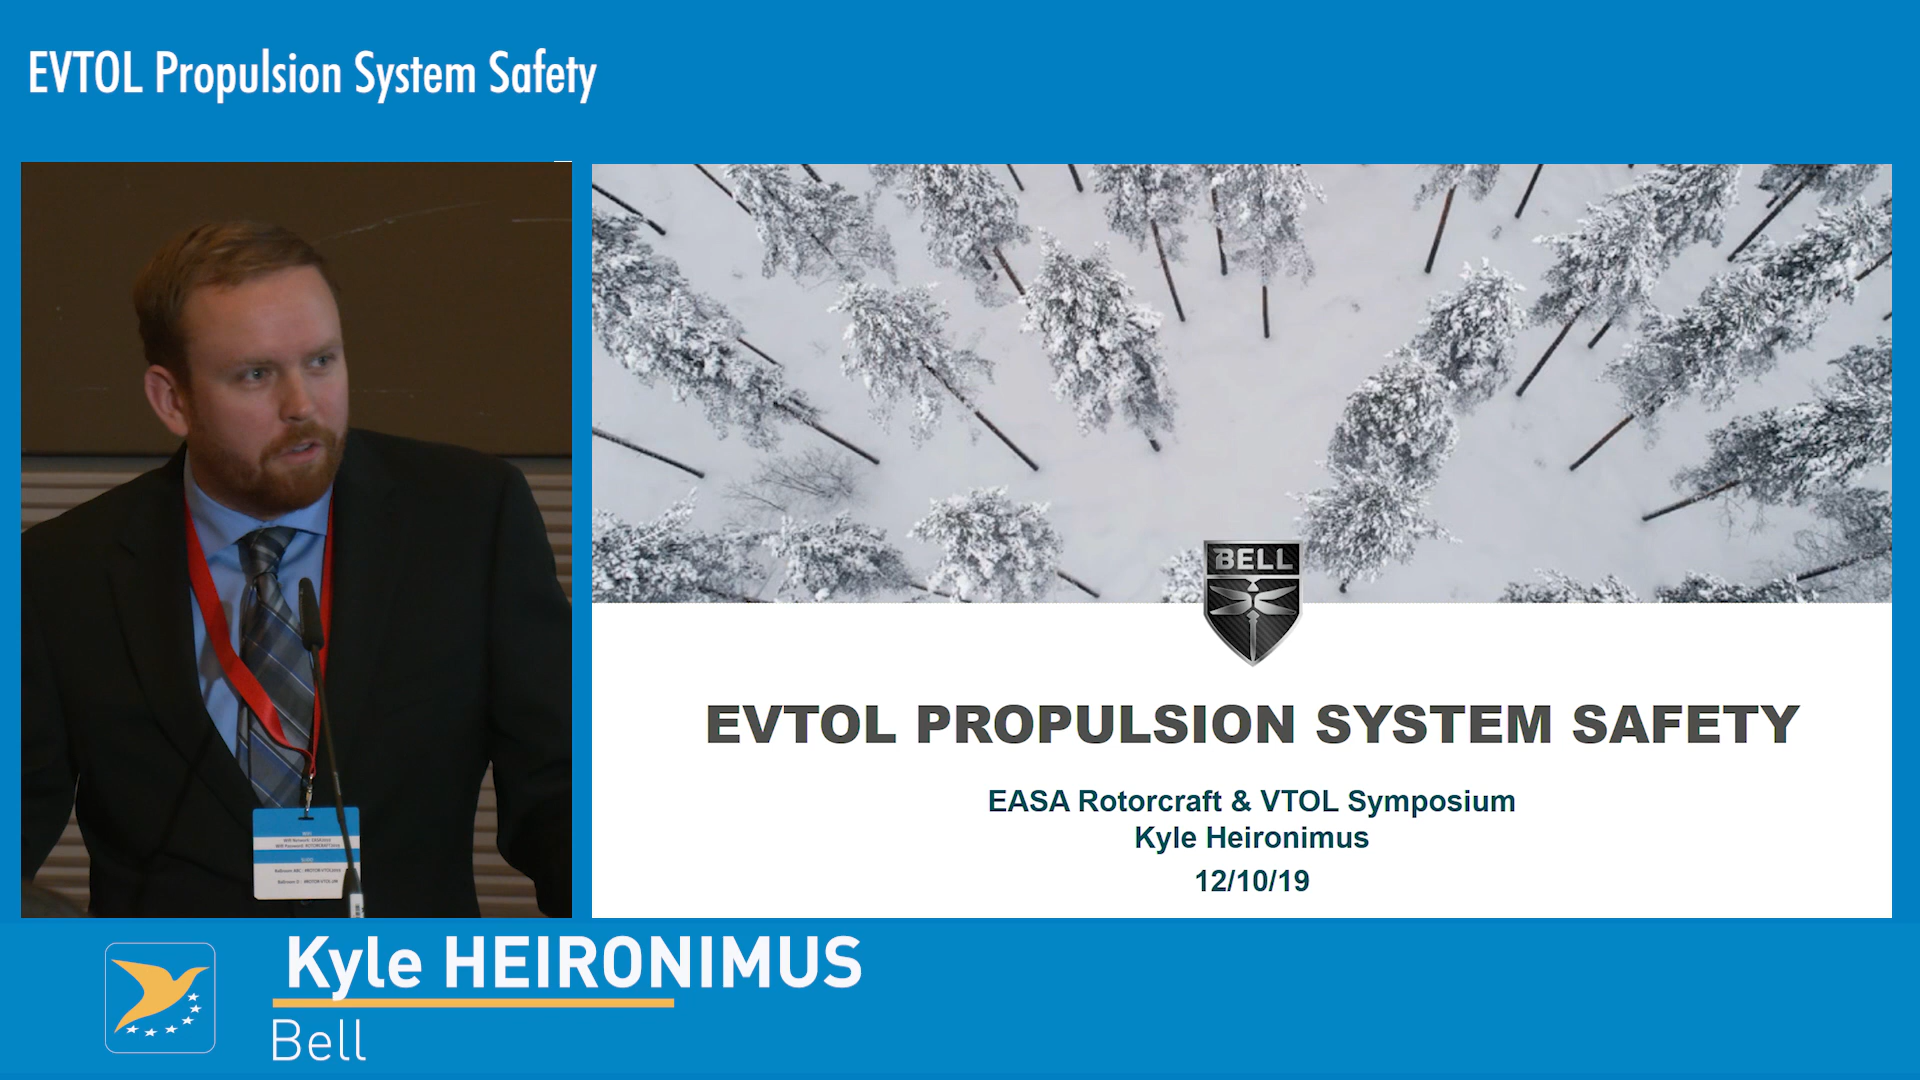 EVTOL Propulsion System Safety
BELL
EVTOL PROPULSION SYSTEM SAFETY
EASA Rotorcraft & VTOL Symposium
Kyle Heironimus
12/10/19
Kyle HEIRONIMUS
Bell